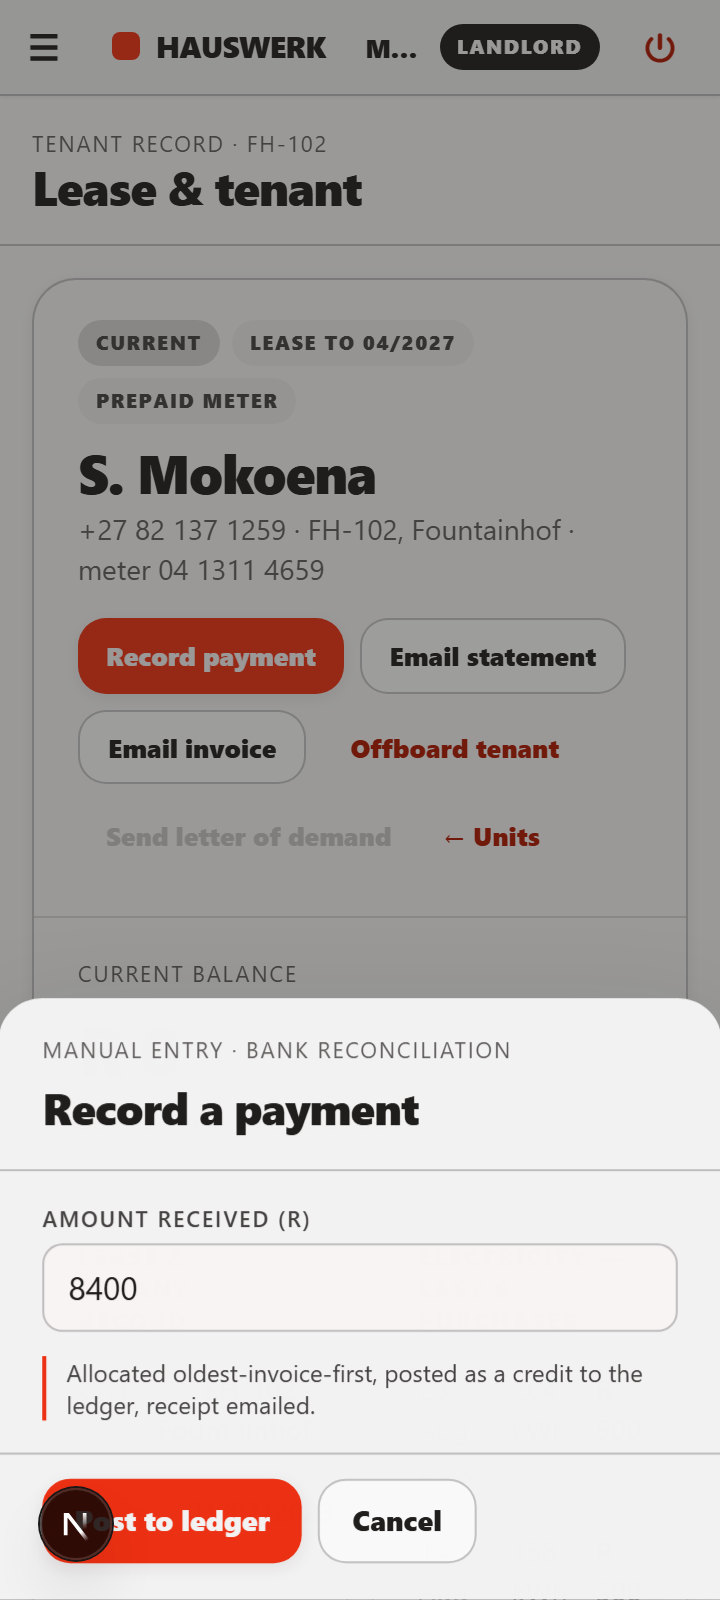 HAUSWERK M... LANDLORD
TENANT RECORD · FH-102
Lease & tenant
CURRENT LEASE TO 04/2027
PREPAID METER
S. Mokoena
+27 82 137 1259 · FH-102, Fountainhof ·
meter 04 1311 4659
Record payment Email statement
Email invoice Offboard tenant
Send letter of demand ← Units
CURRENT BALANCE
MANUAL ENTRY · BANK RECONCILIATION
Record a payment
AMOUNT RECEIVED (R)
8400
Allocated oldest-invoice-first, posted as a credit to the
ledger, receipt emailed.
N Post to ledger Cancel